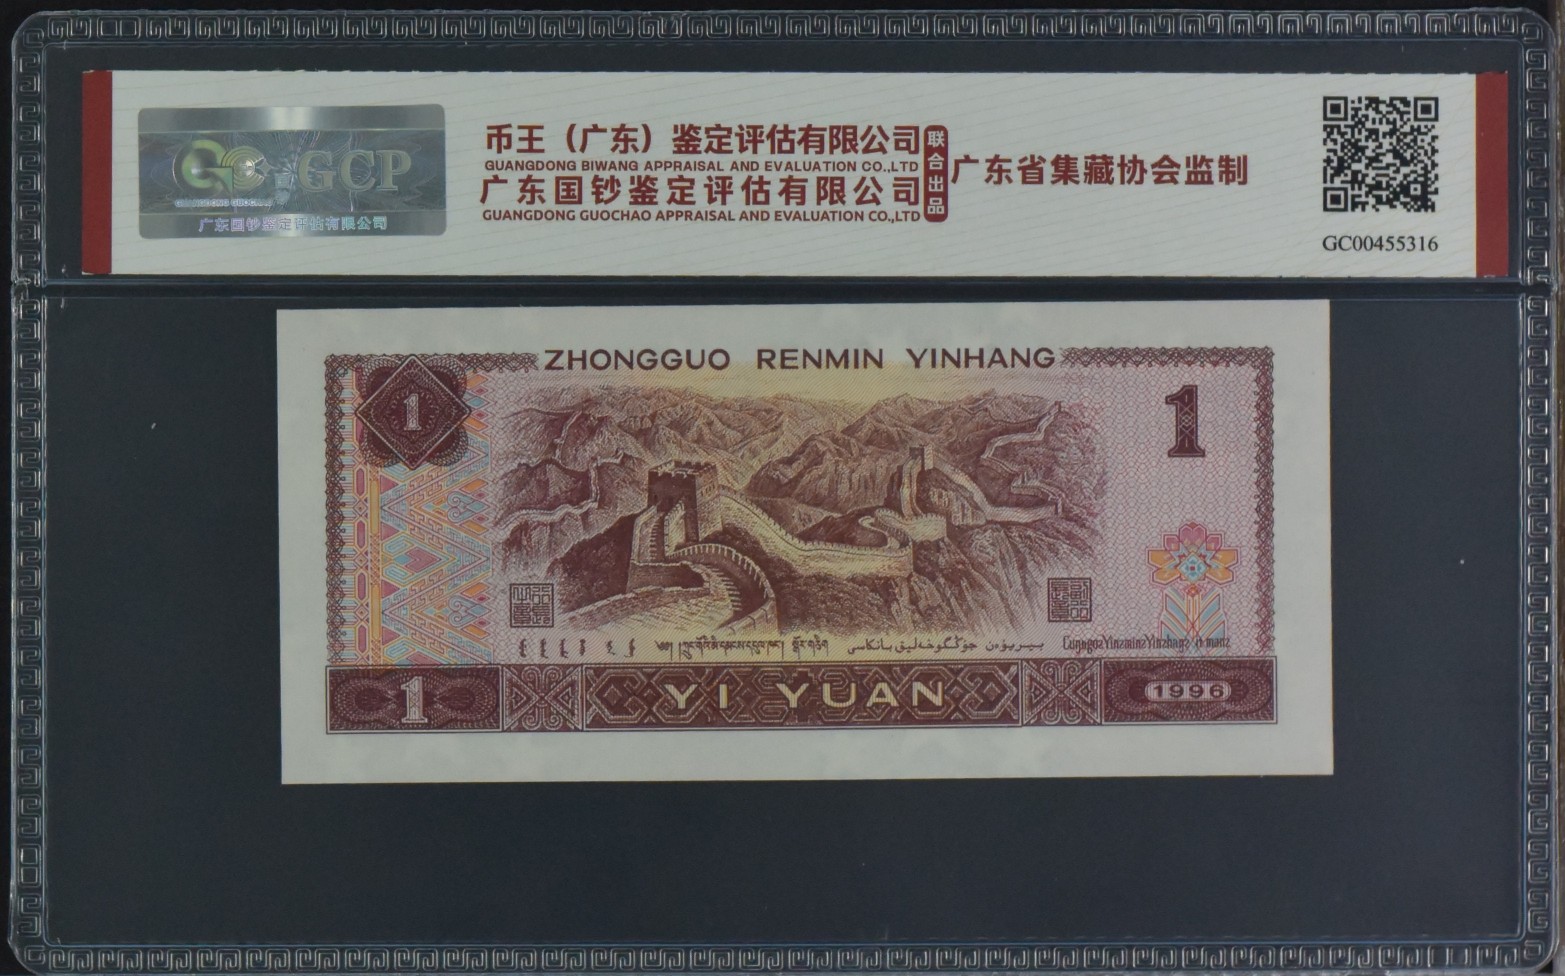 GCP
广东国钞鉴定评估有限公司
币王（广东）鉴定评估有限公司
GUANGDONG BIWANG APPRAISAL AND EVALUATION CO.,LTD
广东国钞鉴定评估有限公司
GUANGDONG GUOCHAO APPRAISAL AND EVALUATION CO.,LTD
联合出品
广东省集藏协会监制
GC00455316
ZHONGGUO RENMIN YINHANG
1
1
YI YUAN
1
1996